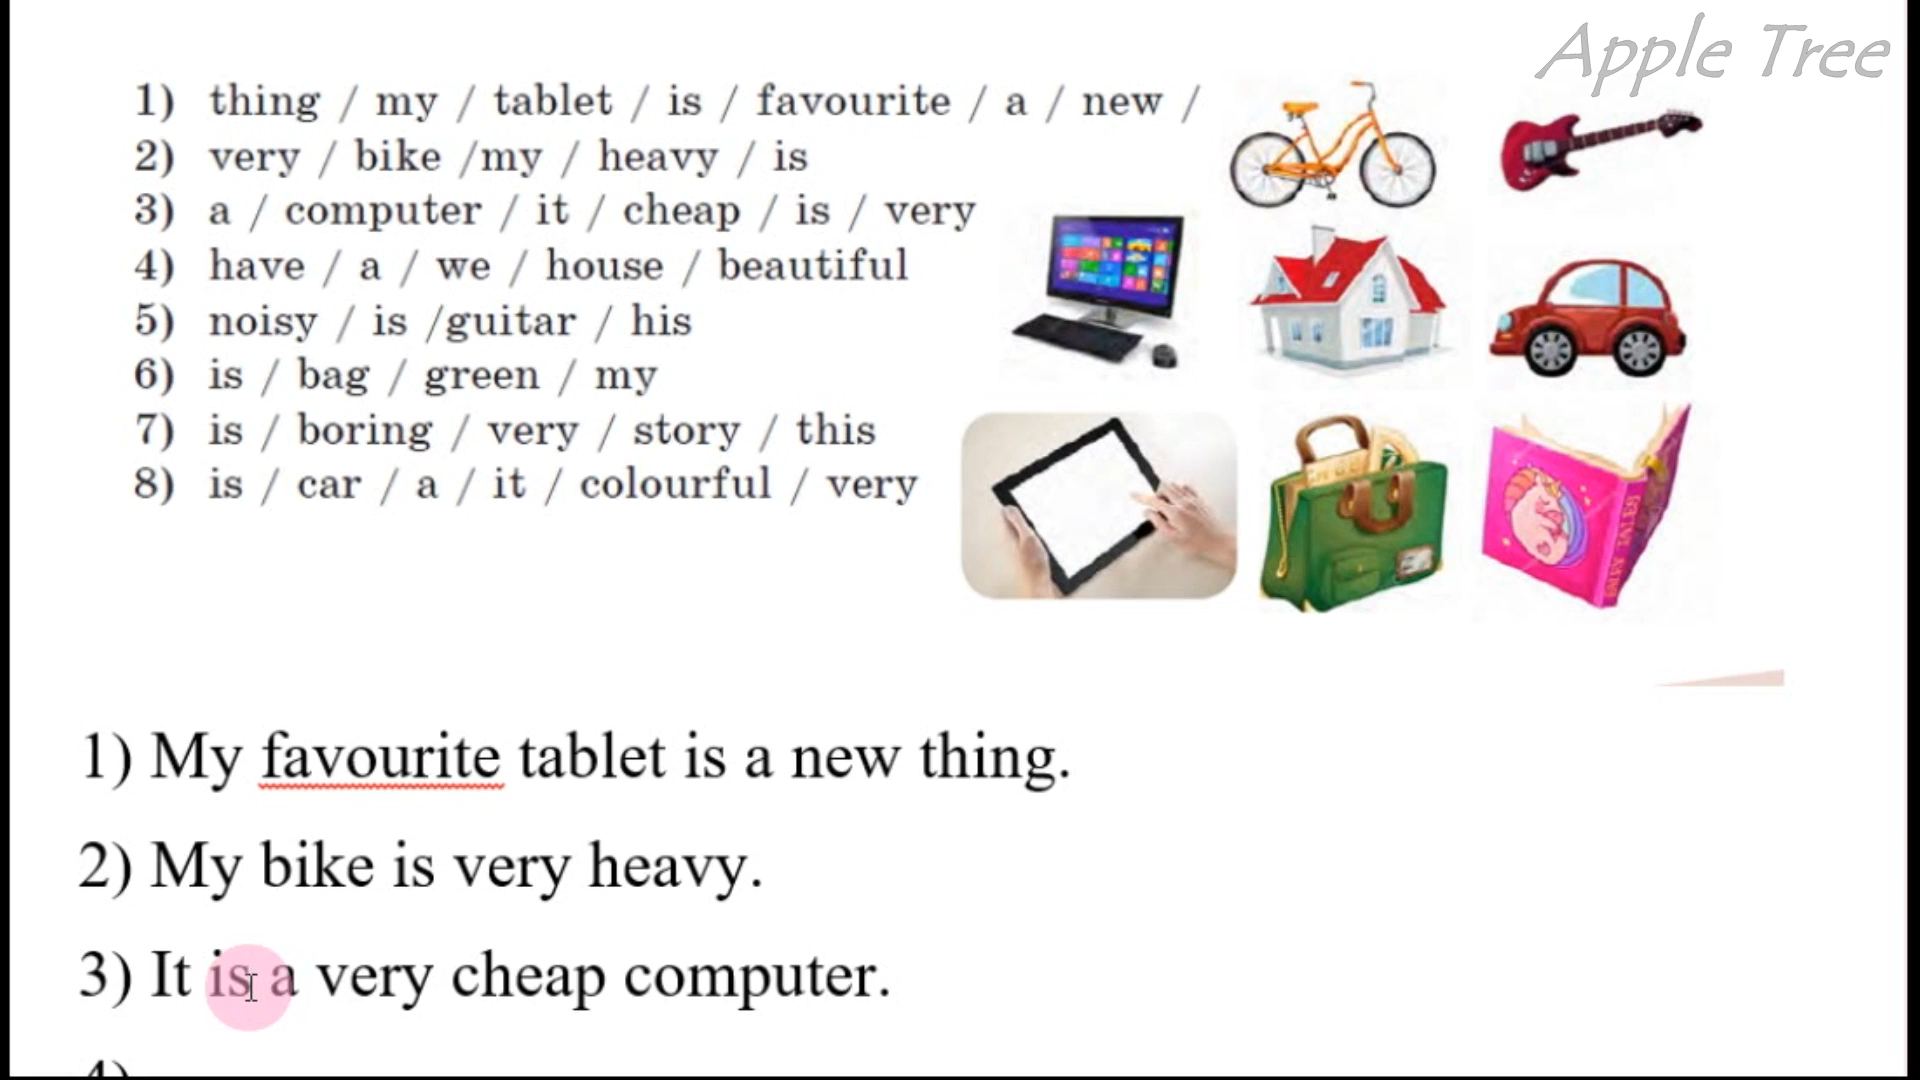 Apple Tree
1) thing / my / tablet / is / favourite / a / new /
2) very / bike /my / heavy / is
3) a / computer / it / cheap / is / very
4) have / a / we / house / beautiful
5) noisy / is /guitar / his
6) is / bag / green / my
7) is / boring / very / story / this
8) is / car / a / it / colourful / very
1) My favourite tablet is a new thing.
2) My bike is very heavy.
3) It is a very cheap computer.
4)